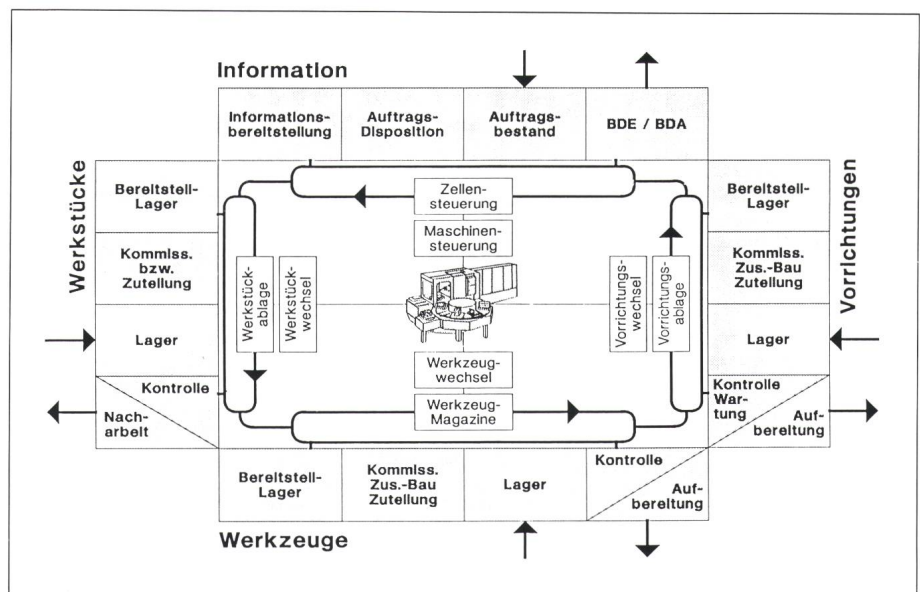 Information
Informations-
bereitstellung
Auftrags-
Disposition
Auftrags-
bestand
BDE / BDA
Werkstücke
Bereitstell-
Lager
Kommiss.
bzw.
Zuteilung
Lager
Kontrolle
Nach-
arbeit
Zellen-
steuerung
Maschinen-
steuerung
Werkstück-
ablage
Werkstück-
wechsel
Vorrichtungs-
wechsel
Vorrichtungs-
ablage
Werkzeug-
wechsel
Werkzeug-
Magazine
Vorrichtungen
Bereitstell-
Lager
Kommiss.
Zus.-Bau
Zuteilung
Lager
Kontrolle
War-
tung
Auf-
bereitung
Bereitstell-
Lager
Kommiss.
Zus.-Bau
Zuteilung
Lager
Kontrolle
Auf-
bereitung
Werkzeuge